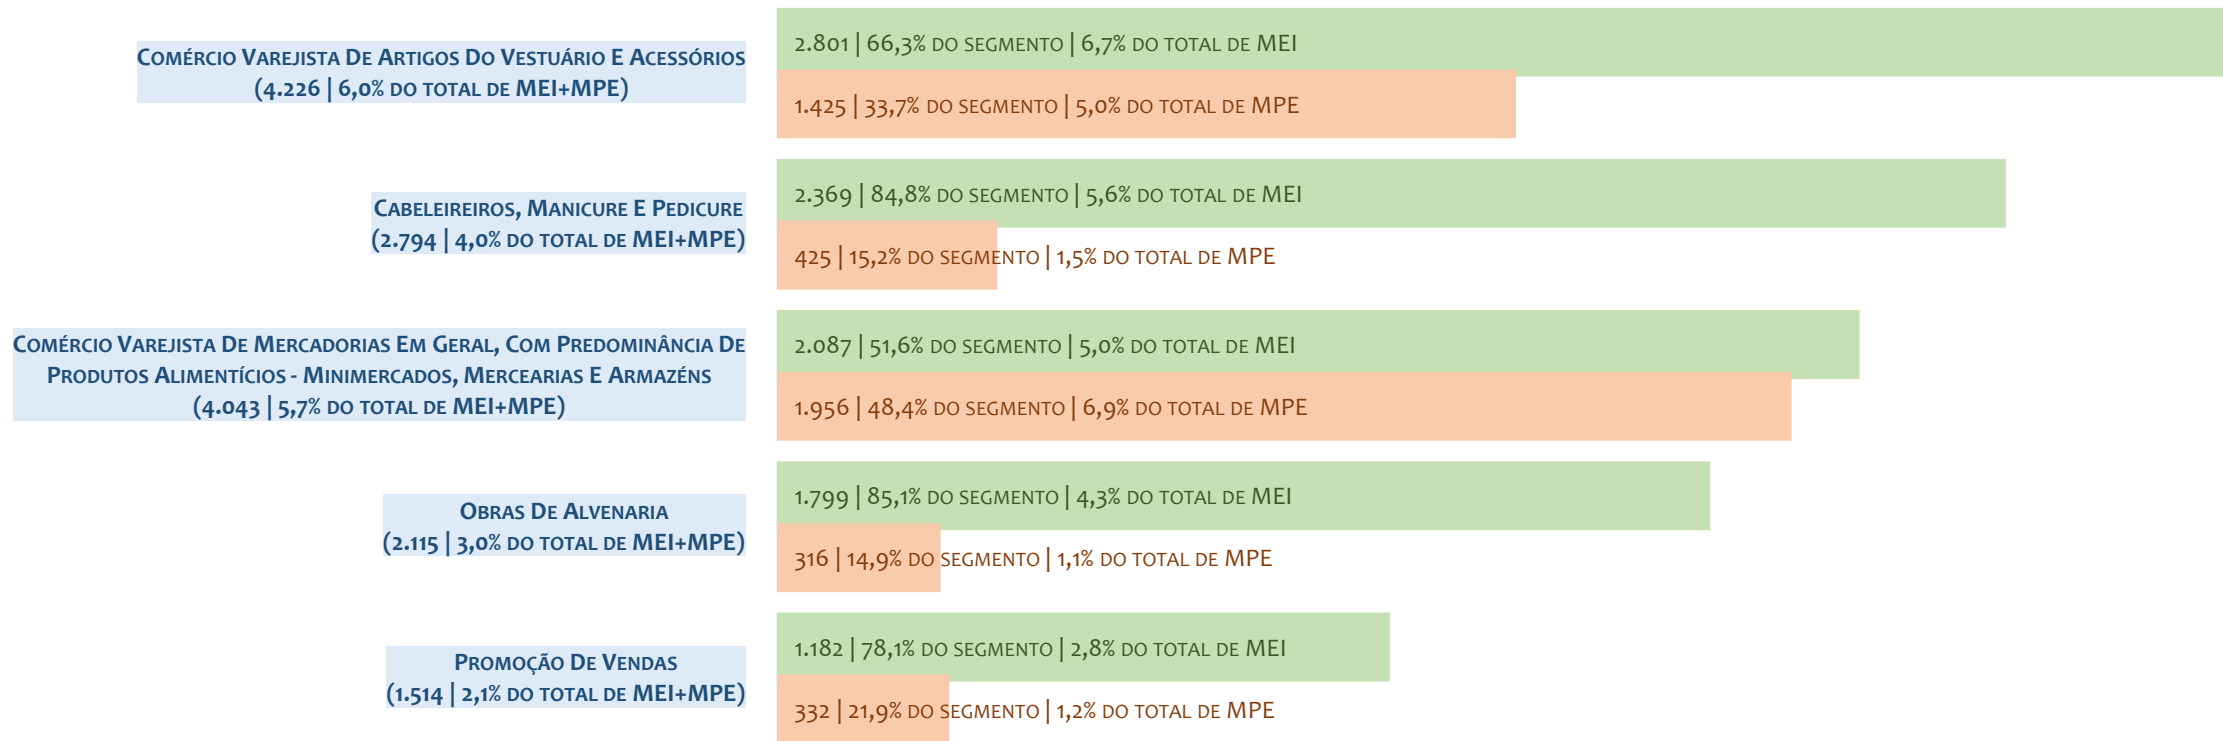 Comércio Varejista De Artigos Do Vestuário E Acessórios
(4.226 | 6,0% do total de MEI+MPE)
2.801 | 66,3% do segmento | 6,7% do total de MEI
1.425 | 33,7% do segmento | 5,0% do total de MPE
Cabeleireiros, Manicure E Pedicure
(2.794 | 4,0% do total de MEI+MPE)
2.369 | 84,8% do segmento | 5,6% do total de MEI
425 | 15,2% do segmento | 1,5% do total de MPE
Comércio Varejista De Mercadorias Em Geral, Com Predominância De
Produtos Alimentícios - Minimercados, Mercearias E Armazéns
(4.043 | 5,7% do total de MEI+MPE)
2.087 | 51,6% do segmento | 5,0% do total de MEI
1.956 | 48,4% do segmento | 6,9% do total de MPE
Obras De Alvenaria
(2.115 | 3,0% do total de MEI+MPE)
1.799 | 85,1% do segmento | 4,3% do total de MEI
316 | 14,9% do segmento | 1,1% do total de MPE
Promoção De Vendas
(1.514 | 2,1% do total de MEI+MPE)
1.182 | 78,1% do segmento | 2,8% do total de MEI
332 | 21,9% do segmento | 1,2% do total de MPE